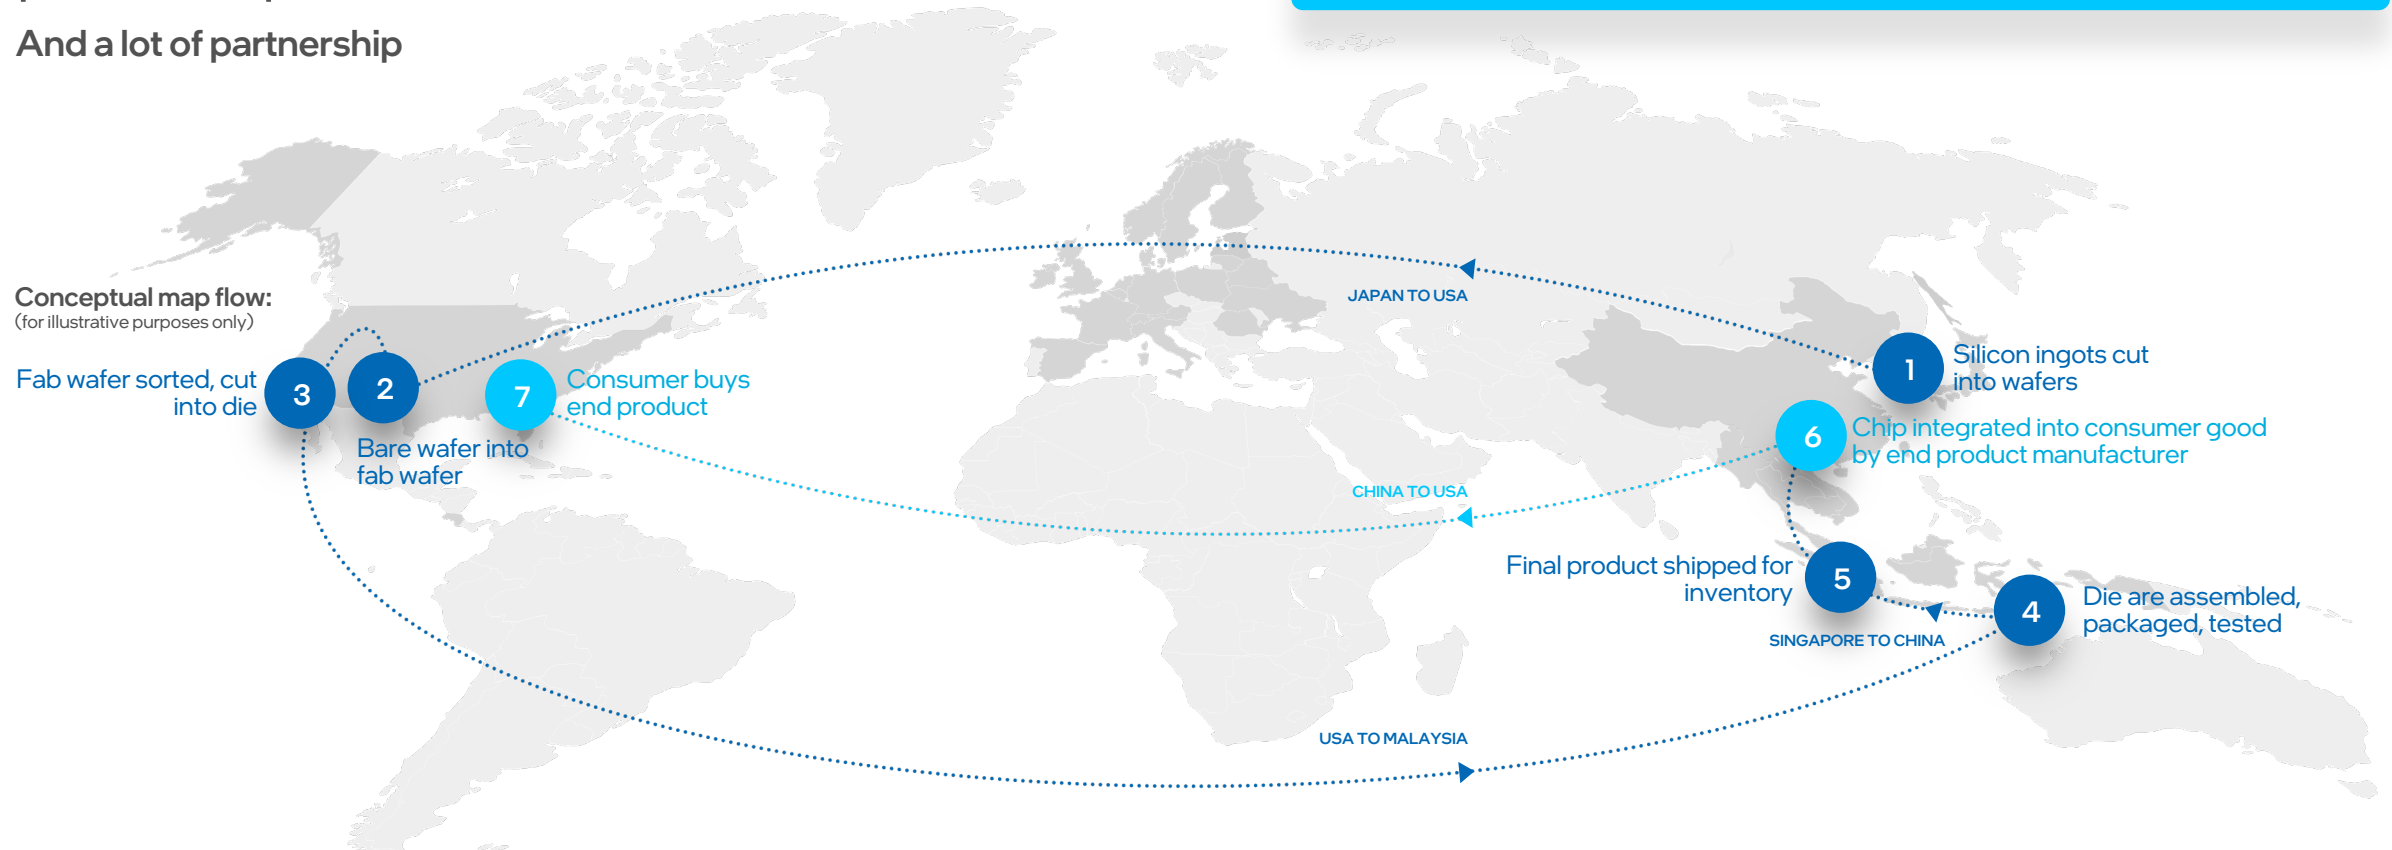 And a lot of partnership
Conceptual map flow:
(for illustrative purposes only)
JAPAN TO USA
1
Silicon ingots cut
into wafers
2
Bare wafer into
fab wafer
3
Fab wafer sorted, cut
into die
USA TO MALAYSIA
4
Die are assembled,
packaged, tested
SINGAPORE TO CHINA
5
Final product shipped for
inventory
6
Chip integrated into consumer good
by end product manufacturer
CHINA TO USA
7
Consumer buys
end product